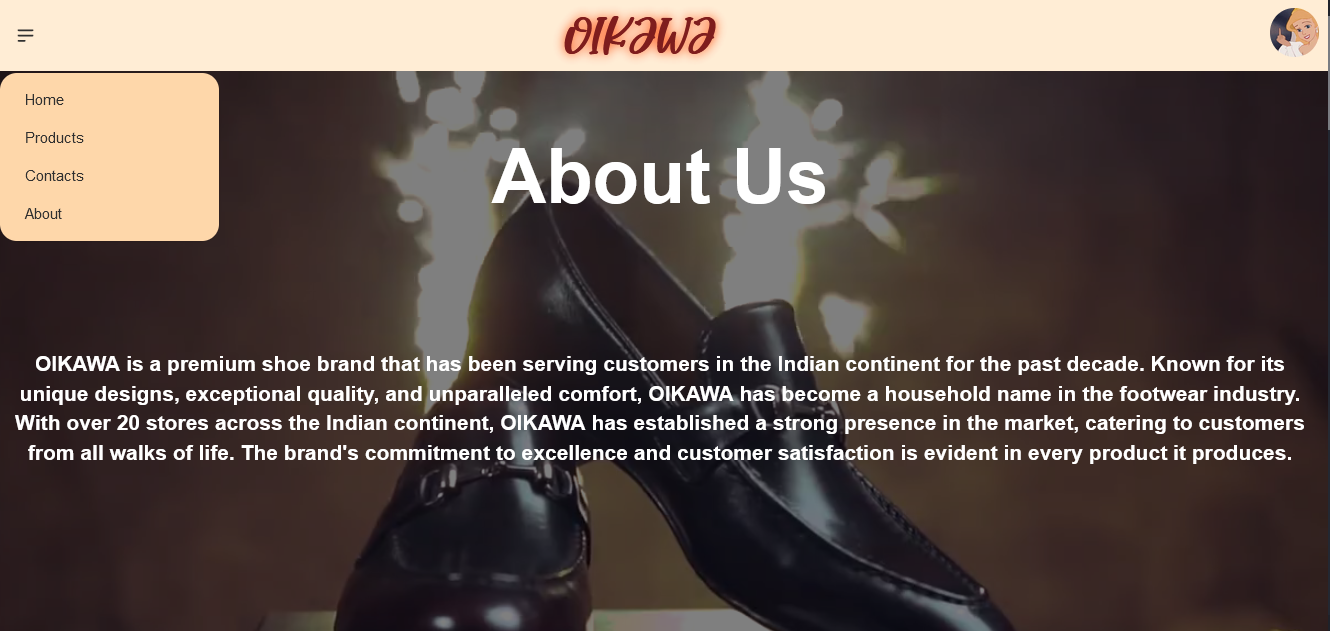 OIKAWA
Home
Products
Contacts
About
About Us
OIKAWA is a premium shoe brand that has been serving customers in the Indian continent for the past decade. Known for its
unique designs, exceptional quality, and unparalleled comfort, OIKAWA has become a household name in the footwear industry.
With over 20 stores across the Indian continent, OIKAWA has established a strong presence in the market, catering to customers
from all walks of life. The brand's commitment to excellence and customer satisfaction is evident in every product it produces.